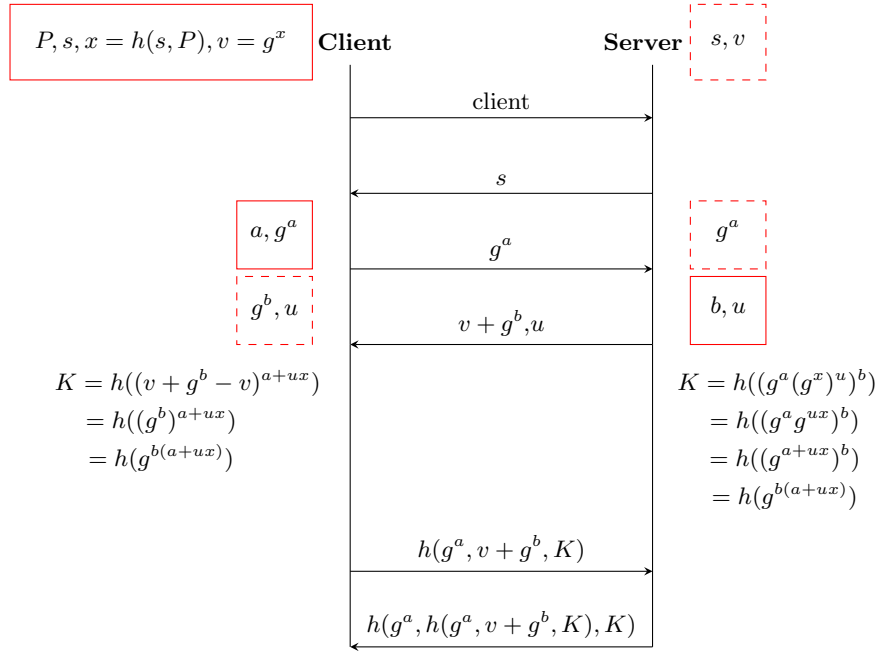 P, s, x = h(s, P), v = g^x
Client
Server
s, v
client
s
a, g^a
g^a
g^a
g^b, u
b, u
v + g^b,u
K = h((v + g^b − v)^{a+ux})
= h((g^b)^{a+ux})
= h(g^{b(a+ux)})
K = h((g^a(g^x)^u)^b)
= h((g^a g^{ux})^b)
= h((g^{a+ux})^b)
= h(g^{b(a+ux)})
h(g^a, v + g^b, K)
h(g^a, h(g^a, v + g^b, K), K)